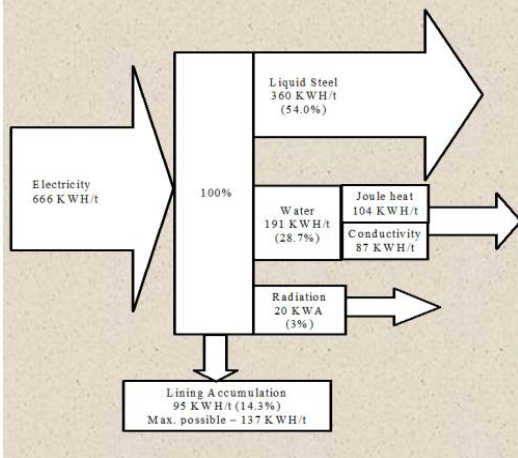 Liquid Steel
360 KWH/t
(54.0%)
Electricity
666 KWH/t
100%
Water
191 KWH/t
(28.7%)
Joule heat
104 KWH/t
Conductivity
87 KWH/t
Radiation
20 KWA
(3%)
Lining Accumulation
95 KWH/t (14.3%)
Max. possible – 137 KWH/t